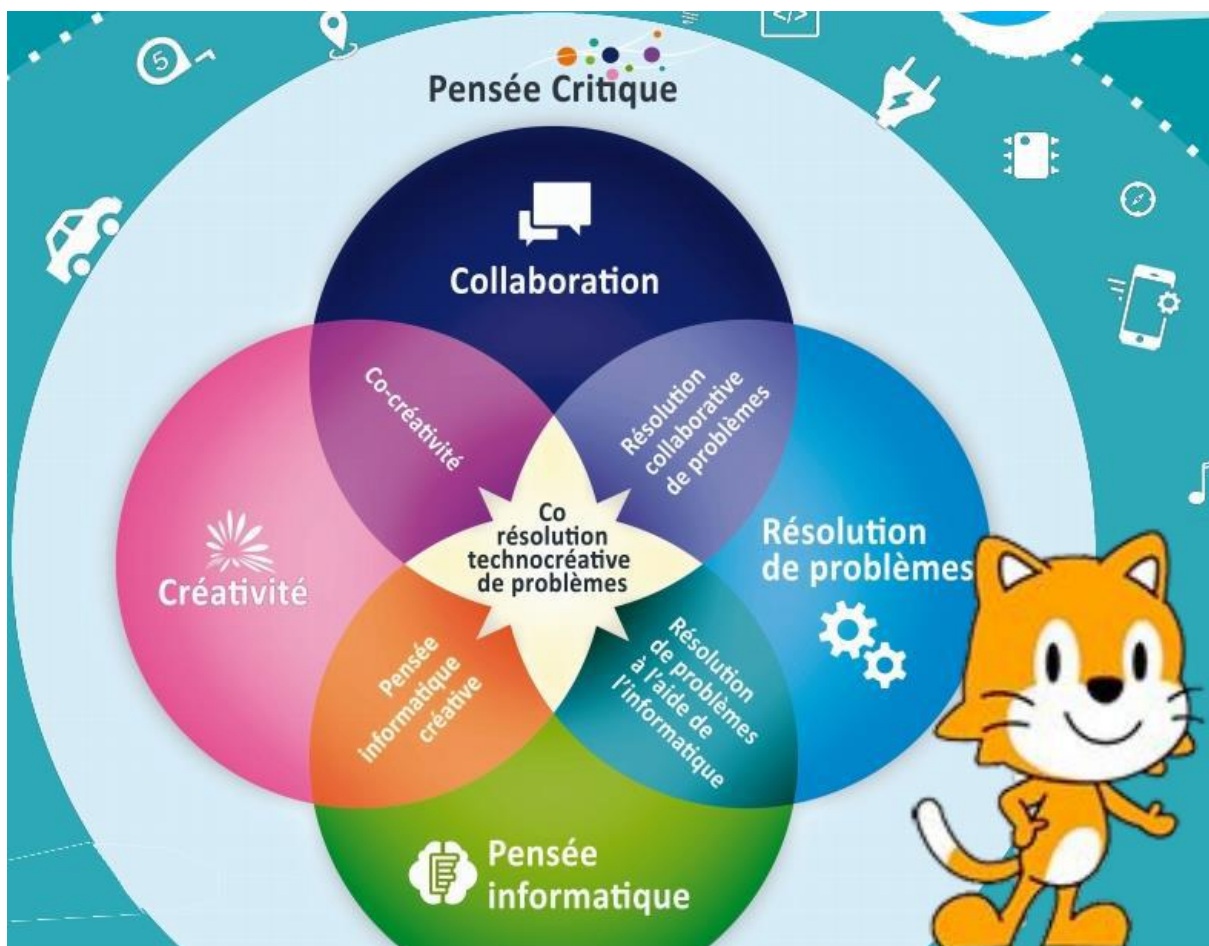 5
</>
Pensée Critique
Collaboration
Co-créativité
Résolution
collaborative
de problèmes
Co
résolution
technocréative
de problèmes
Créativité
Résolution
de problèmes
Pensée
informatique
créative
Résolution
de problèmes
à l'aide de
l'informatique
Pensée
informatique